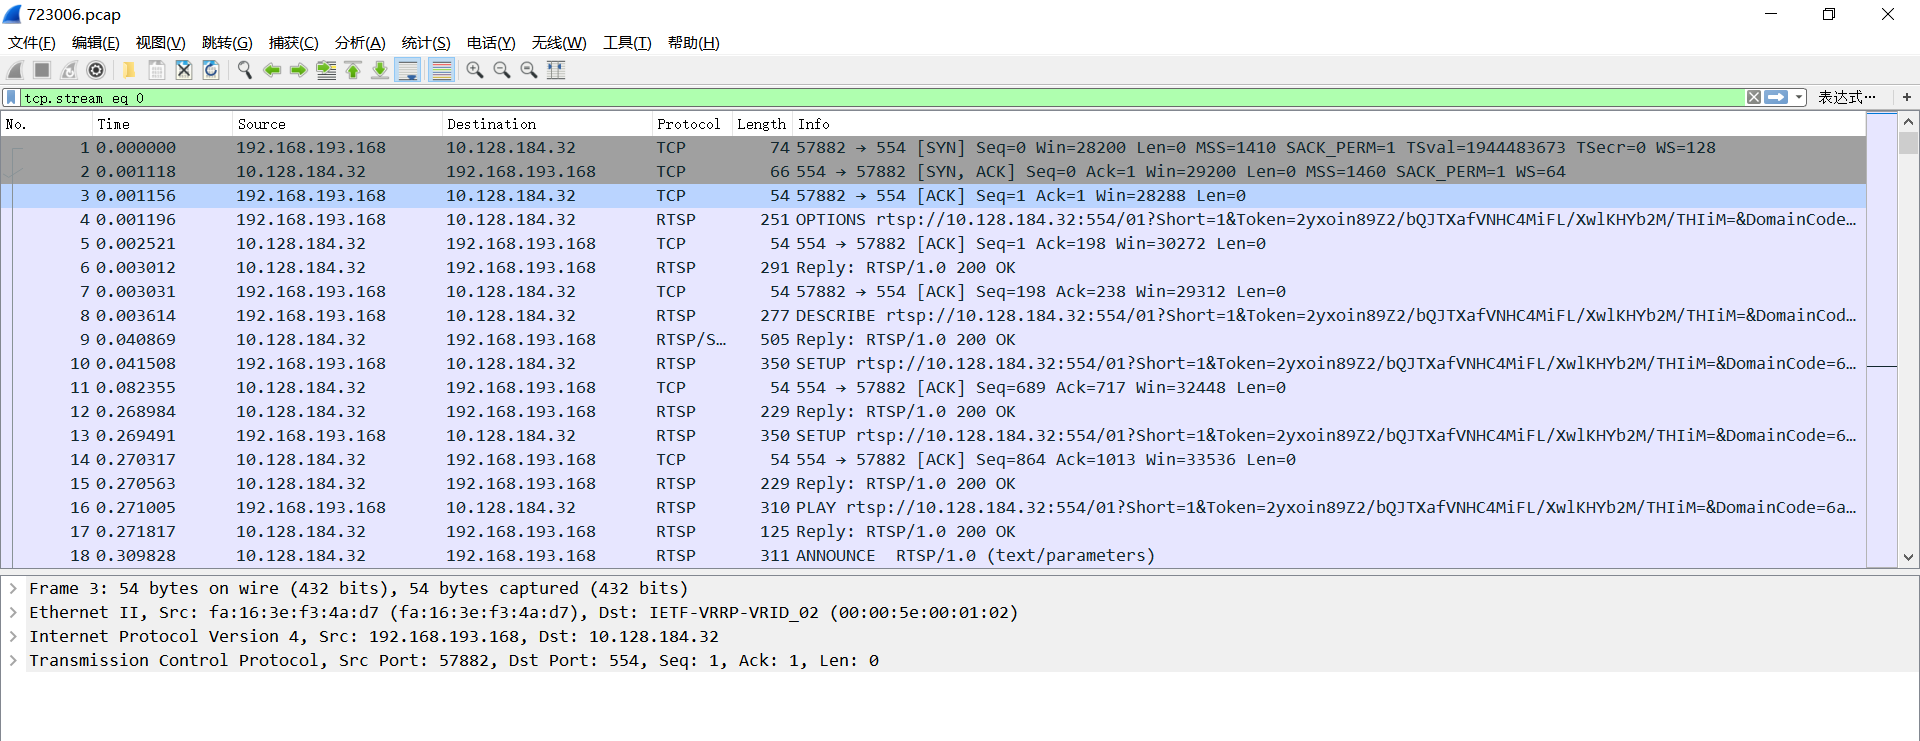 723006.pcap
文件(F) 编辑(E) 视图(V) 跳转(G) 捕获(C) 分析(A) 统计(S) 电话(Y) 无线(W) 工具(T) 帮助(H)
tcp.stream eq 0 表达式… +
No. Time Source Destination Protocol Length Info
1 0.000000 192.168.193.168 10.128.184.32 TCP 74 57882 → 554 [SYN] Seq=0 Win=28200 Len=0 MSS=1410 SACK_PERM=1 TSval=1944483673 TSecr=0 WS=128
2 0.001118 10.128.184.32 192.168.193.168 TCP 66 554 → 57882 [SYN, ACK] Seq=0 Ack=1 Win=29200 Len=0 MSS=1460 SACK_PERM=1 WS=64
3 0.001156 192.168.193.168 10.128.184.32 TCP 54 57882 → 554 [ACK] Seq=1 Ack=1 Win=28288 Len=0
4 0.001196 192.168.193.168 10.128.184.32 RTSP 251 OPTIONS rtsp://10.128.184.32:554/01?Short=1&Token=2yxoin89Z2/bQJTXafVNHC4MiFL/XwlKHYb2M/THIiM=&DomainCode…
5 0.002521 10.128.184.32 192.168.193.168 TCP 54 554 → 57882 [ACK] Seq=1 Ack=198 Win=30272 Len=0
6 0.003012 10.128.184.32 192.168.193.168 RTSP 291 Reply: RTSP/1.0 200 OK
7 0.003031 192.168.193.168 10.128.184.32 TCP 54 57882 → 554 [ACK] Seq=198 Ack=238 Win=29312 Len=0
8 0.003614 192.168.193.168 10.128.184.32 RTSP 277 DESCRIBE rtsp://10.128.184.32:554/01?Short=1&Token=2yxoin89Z2/bQJTXafVNHC4MiFL/XwlKHYb2M/THIiM=&DomainCod…
9 0.040869 10.128.184.32 192.168.193.168 RTSP/S… 505 Reply: RTSP/1.0 200 OK
10 0.041508 192.168.193.168 10.128.184.32 RTSP 350 SETUP rtsp://10.128.184.32:554/01?Short=1&Token=2yxoin89Z2/bQJTXafVNHC4MiFL/XwlKHYb2M/THIiM=&DomainCode=6…
11 0.082355 10.128.184.32 192.168.193.168 TCP 54 554 → 57882 [ACK] Seq=689 Ack=717 Win=32448 Len=0
12 0.268984 10.128.184.32 192.168.193.168 RTSP 229 Reply: RTSP/1.0 200 OK
13 0.269491 192.168.193.168 10.128.184.32 RTSP 350 SETUP rtsp://10.128.184.32:554/01?Short=1&Token=2yxoin89Z2/bQJTXafVNHC4MiFL/XwlKHYb2M/THIiM=&DomainCode=6…
14 0.270317 10.128.184.32 192.168.193.168 TCP 54 554 → 57882 [ACK] Seq=864 Ack=1013 Win=33536 Len=0
15 0.270563 10.128.184.32 192.168.193.168 RTSP 229 Reply: RTSP/1.0 200 OK
16 0.271005 192.168.193.168 10.128.184.32 RTSP 310 PLAY rtsp://10.128.184.32:554/01?Short=1&Token=2yxoin89Z2/bQJTXafVNHC4MiFL/XwlKHYb2M/THIiM=&DomainCode=6a…
17 0.271817 10.128.184.32 192.168.193.168 RTSP 125 Reply: RTSP/1.0 200 OK
18 0.309828 10.128.184.32 192.168.193.168 RTSP 311 ANNOUNCE  RTSP/1.0 (text/parameters)
Frame 3: 54 bytes on wire (432 bits), 54 bytes captured (432 bits)
Ethernet II, Src: fa:16:3e:f3:4a:d7 (fa:16:3e:f3:4a:d7), Dst: IETF-VRRP-VRID_02 (00:00:5e:00:01:02)
Internet Protocol Version 4, Src: 192.168.193.168, Dst: 10.128.184.32
Transmission Control Protocol, Src Port: 57882, Dst Port: 554, Seq: 1, Ack: 1, Len: 0